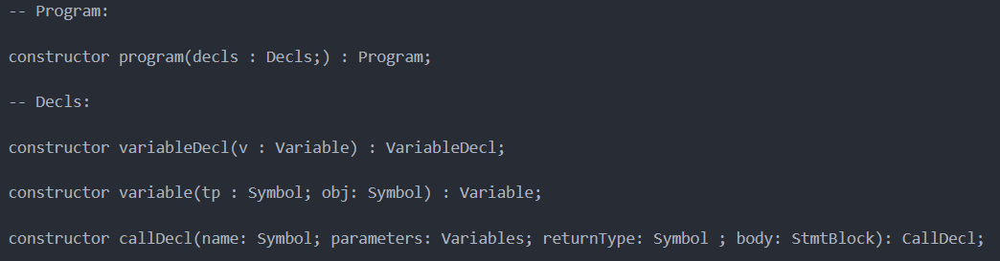 -- Program:
constructor program(decls : Decls;) : Program;
-- Decls:
constructor variableDecl(v : Variable) : VariableDecl;
constructor variable(tp : Symbol; obj: Symbol) : Variable;
constructor callDecl(name: Symbol; parameters: Variables; returnType: Symbol ; body: StmtBlock): CallDecl;